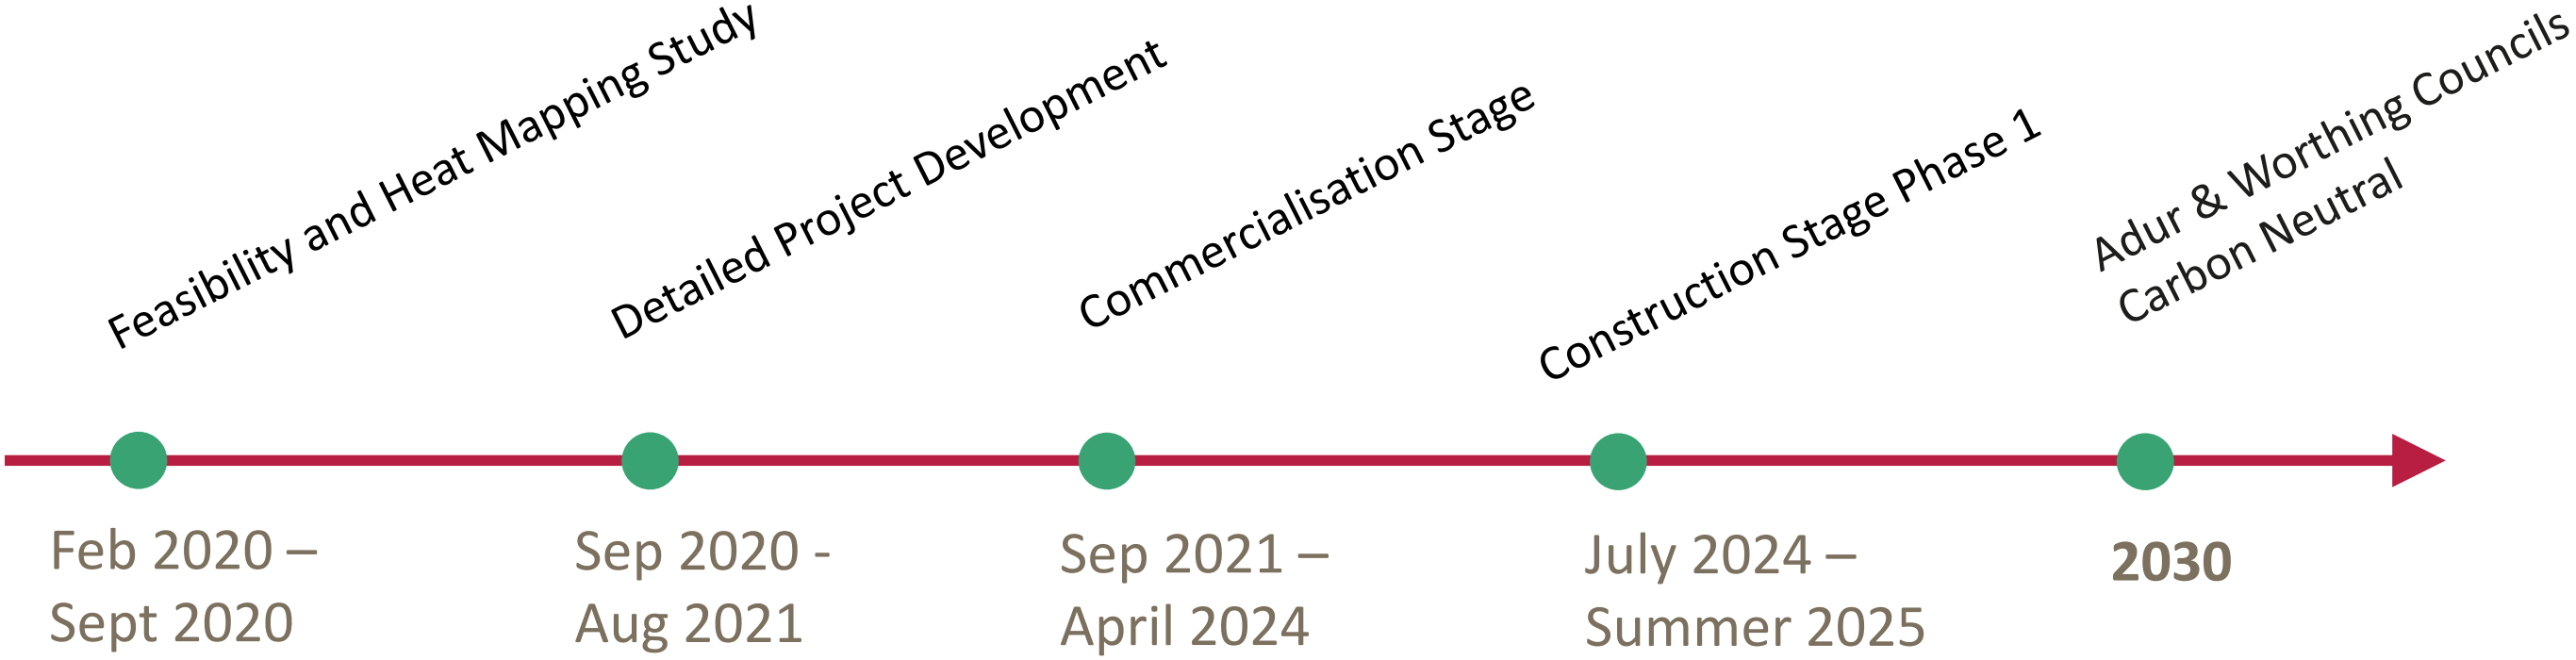 Feasibility and Heat Mapping Study
Detailed Project Development
Commercialisation Stage
Construction Stage Phase 1
Adur & Worthing Councils
Carbon Neutral
Feb 2020 –
Sept 2020
Sep 2020 -
Aug 2021
Sep 2021 –
April 2024
July 2024 –
Summer 2025
2030